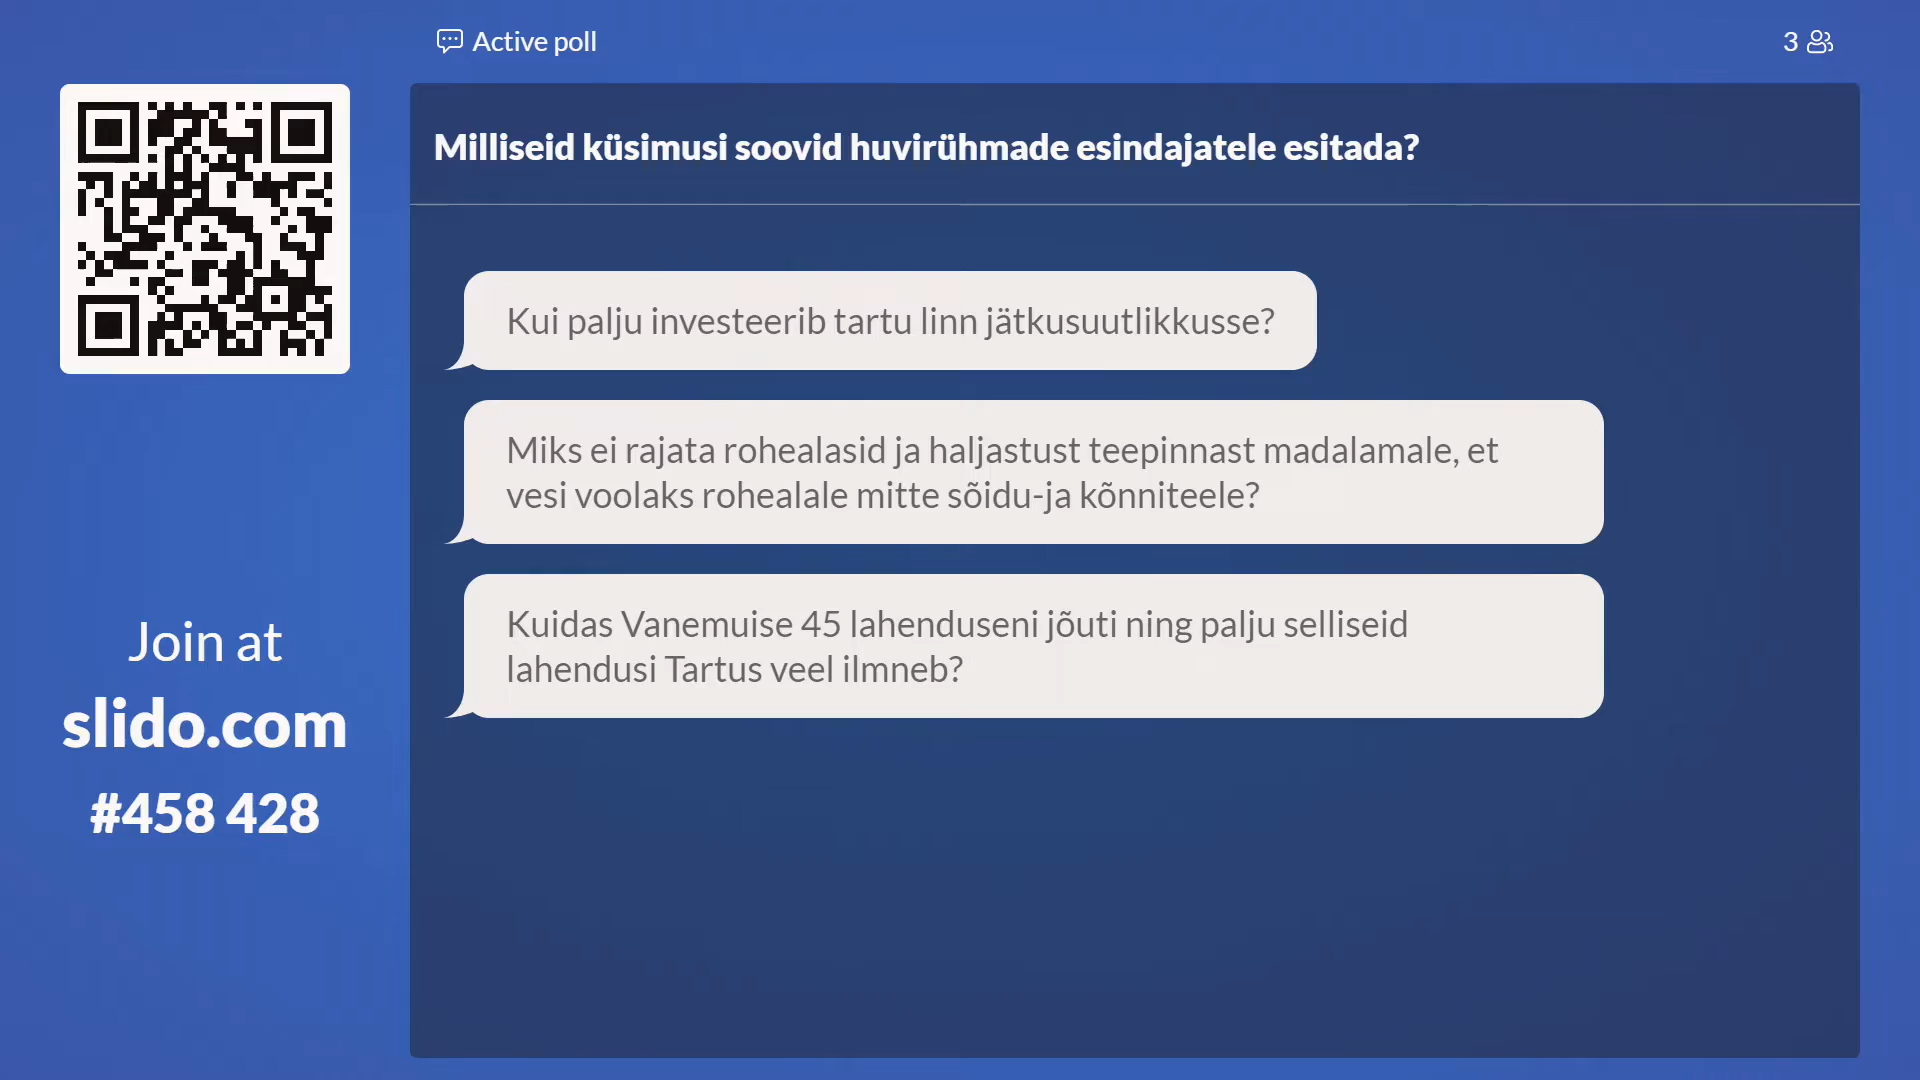 Active poll
3
Milliseid küsimusi soovid huvirühmade esindajatele esitada?
Kui palju investeerib tartu linn jätkusuutlikkusse?
Miks ei rajata rohealasid ja haljastust teepinnast madalamale, et
vesi voolaks rohealale mitte sõidu-ja kõnniteele?
Kuidas Vanemuise 45 lahenduseni jõuti ning palju selliseid
lahendusi Tartus veel ilmneb?
Join at
slido.com
#458 428